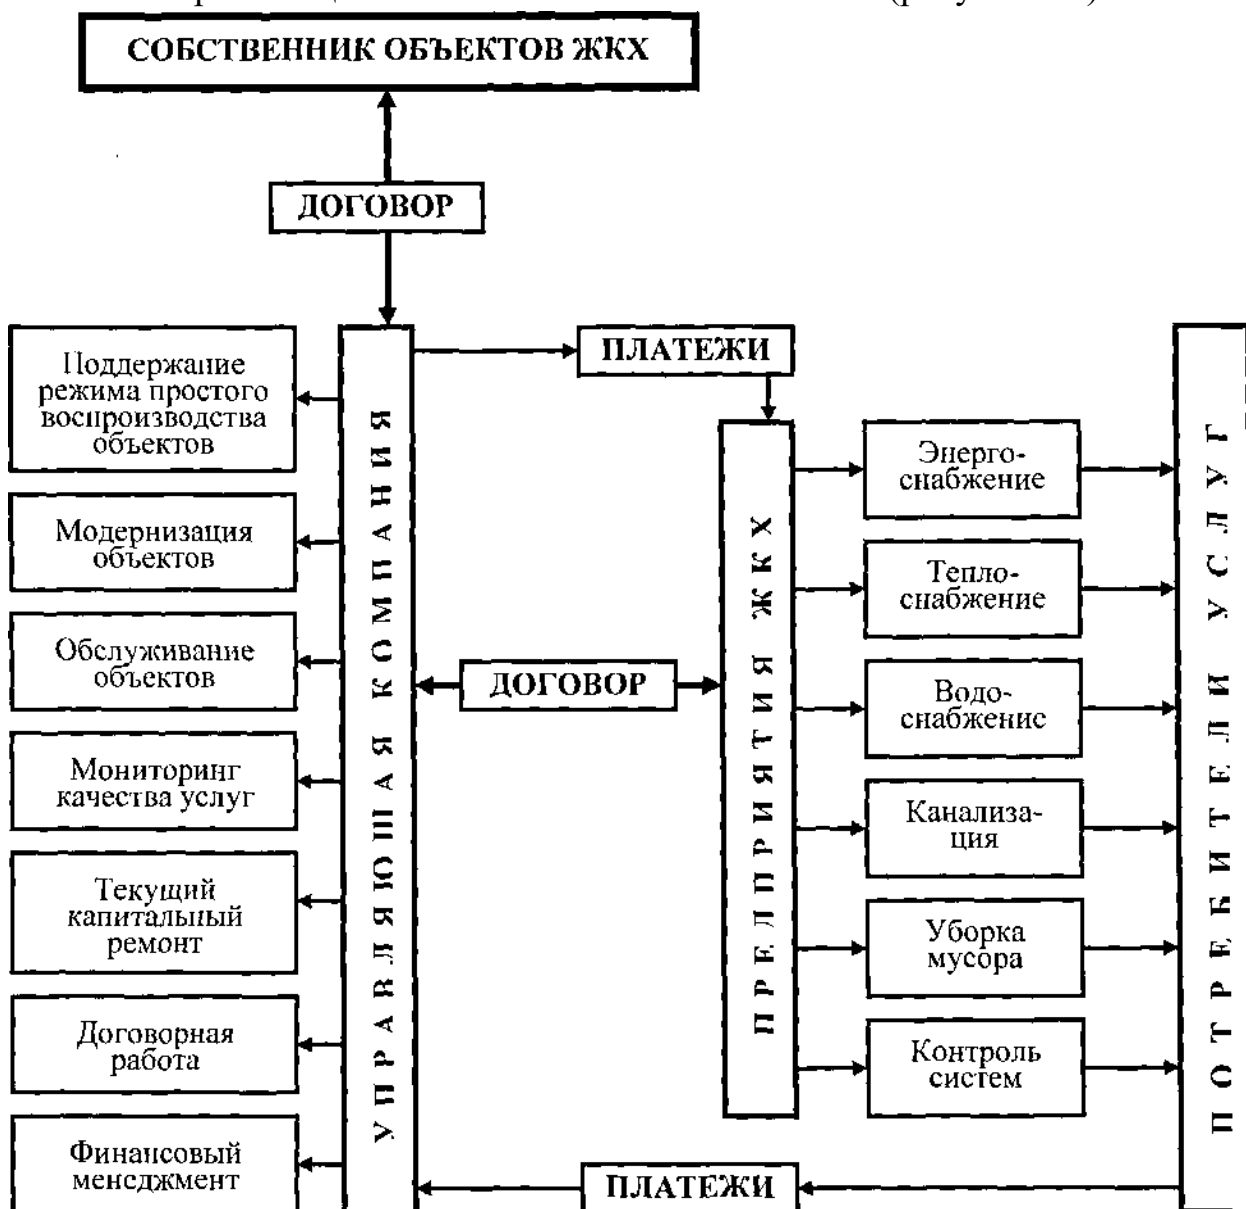 СОБСТВЕННИК ОБЪЕКТОВ ЖКХ
ДОГОВОР
Поддержание
режима простого
воспроизводства
объектов
Модернизация
объектов
Обслуживание
объектов
Мониторинг
качества услуг
Текущий
капитальный
ремонт
Договорная
работа
Финансовый
менеджмент
УПРАВЛЯЮЩАЯ КОМПАНИЯ
ПЛАТЕЖИ
ДОГОВОР
ПЛАТЕЖИ
ПРЕДПРИЯТИЯ ЖКХ
Энерго-
снабжение
Тепло-
снабжение
Водо-
снабжение
Канализа-
ция
Уборка
мусора
Контроль
систем
ПОТРЕБИТЕЛИ УСЛУГ